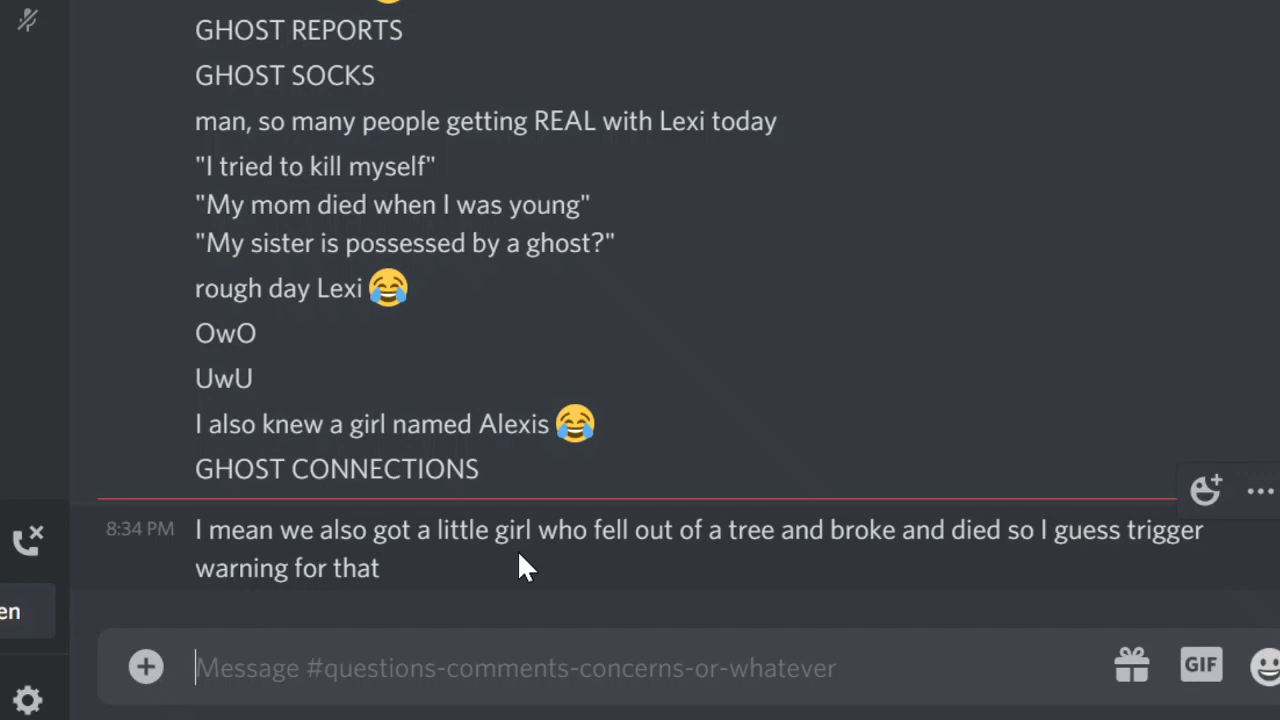 GHOST REPORTS
GHOST SOCKS
man, so many people getting REAL with Lexi today
"I tried to kill myself"
"My mom died when I was young"
"My sister is possessed by a ghost?"
rough day Lexi 😂
OwO
UwU
I also knew a girl named Alexis 😂
GHOST CONNECTIONS
8:34 PM I mean we also got a little girl who fell out of a tree and broke and died so I guess trigger
warning for that
en
Message #questions-comments-concerns-or-whatever
GIF